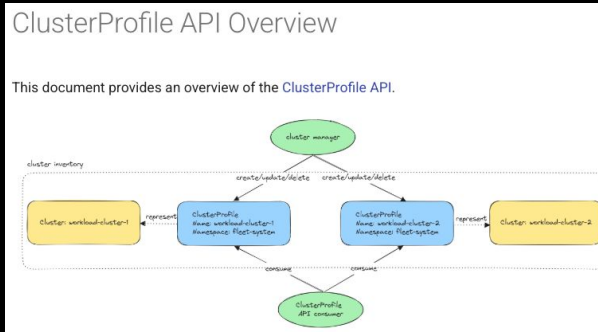 ClusterProfile API Overview
This document provides an overview of the ClusterProfile API.
cluster manager
cluster inventory
create/update/delete
create/update/delete
Cluster: workload-cluster-1
represent
ClusterProfile
Name: workload-cluster-1
Namespace: fleet-system
ClusterProfile
Name: workload-cluster-2
Namespace: fleet-system
represent
Cluster: workload-cluster-2
consume
consume
ClusterProfile
API consumer